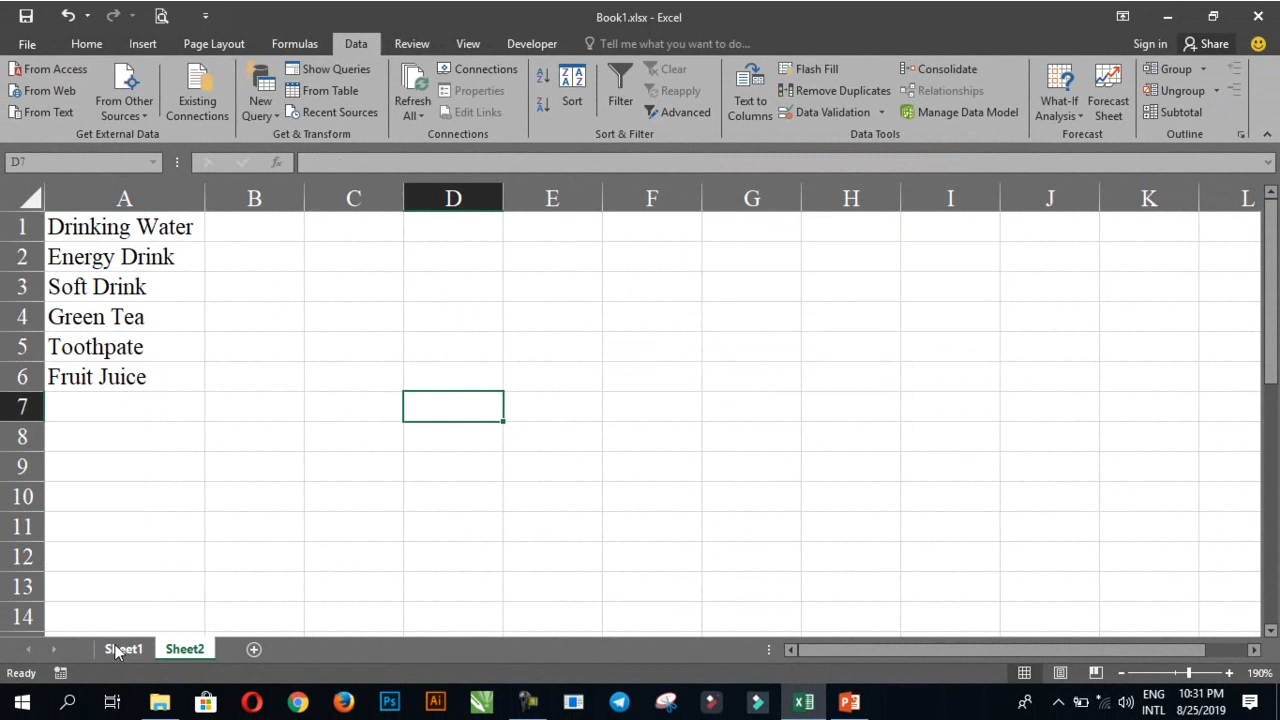 Book1.xlsx - Excel
File Home Insert Page Layout Formulas Data Review View Developer Tell me what you want to do... Sign in Share
From Access
From Web
From Text
From Other Sources
Existing Connections
Get External Data
New Query
Show Queries
From Table
Recent Sources
Get & Transform
Refresh All
Connections
Properties
Edit Links
Connections
A Z
Z A
Sort
Filter
Clear
Reapply
Advanced
Sort & Filter
Text to Columns
Flash Fill
Remove Duplicates
Data Validation
Consolidate
Relationships
Manage Data Model
Data Tools
What-If Analysis
Forecast Sheet
Forecast
Group
Ungroup
Subtotal
Outline
D7 fx
A B C D E F G H I J K L
1 Drinking Water
2 Energy Drink
3 Soft Drink
4 Green Tea
5 Toothpate
6 Fruit Juice
7
8
9
10
11
12
13
14
Sheet1 Sheet2
Ready 190%
Ps Ai
ENG 10:31 PM
INTL 8/25/2019